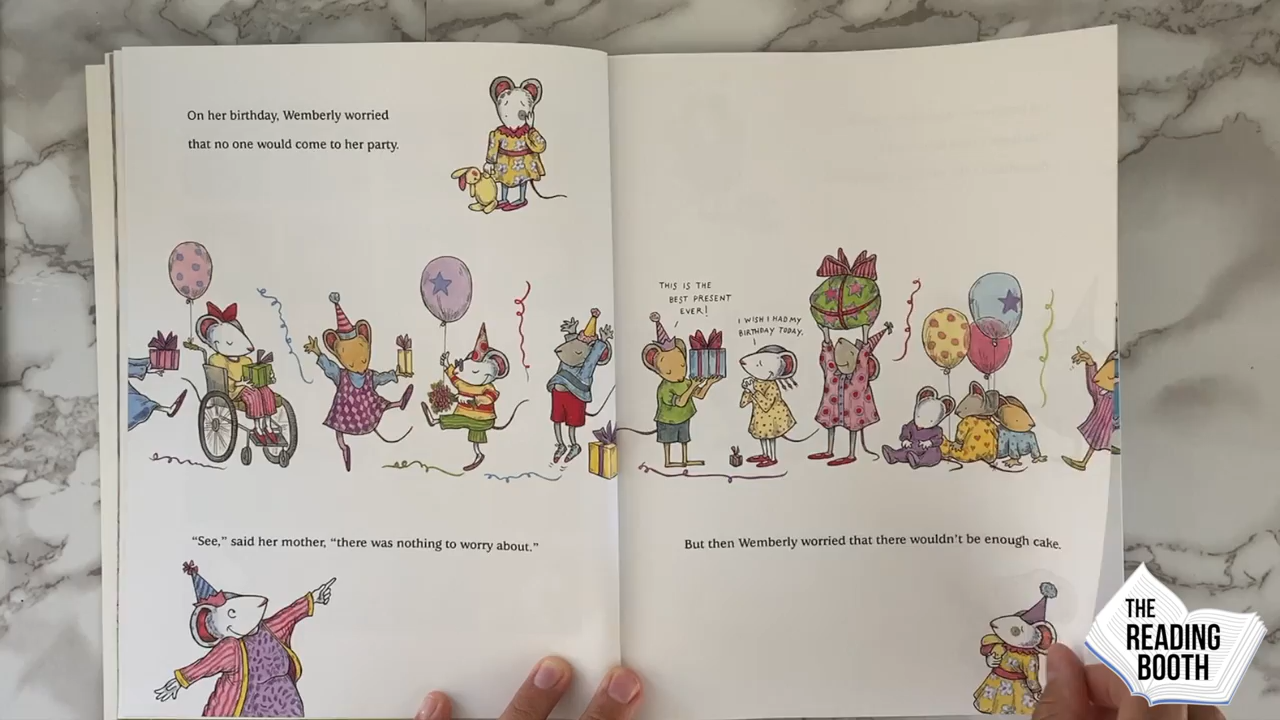 On her birthday, Wemberly worried
that no one would come to her party.
"See," said her mother, "there was nothing to worry about."
THIS IS THE
BEST PRESENT
EVER!
I WISH I HAD MY
BIRTHDAY TODAY.
But then Wemberly worried that there wouldn't be enough cake.
THE
READING
BOOTH